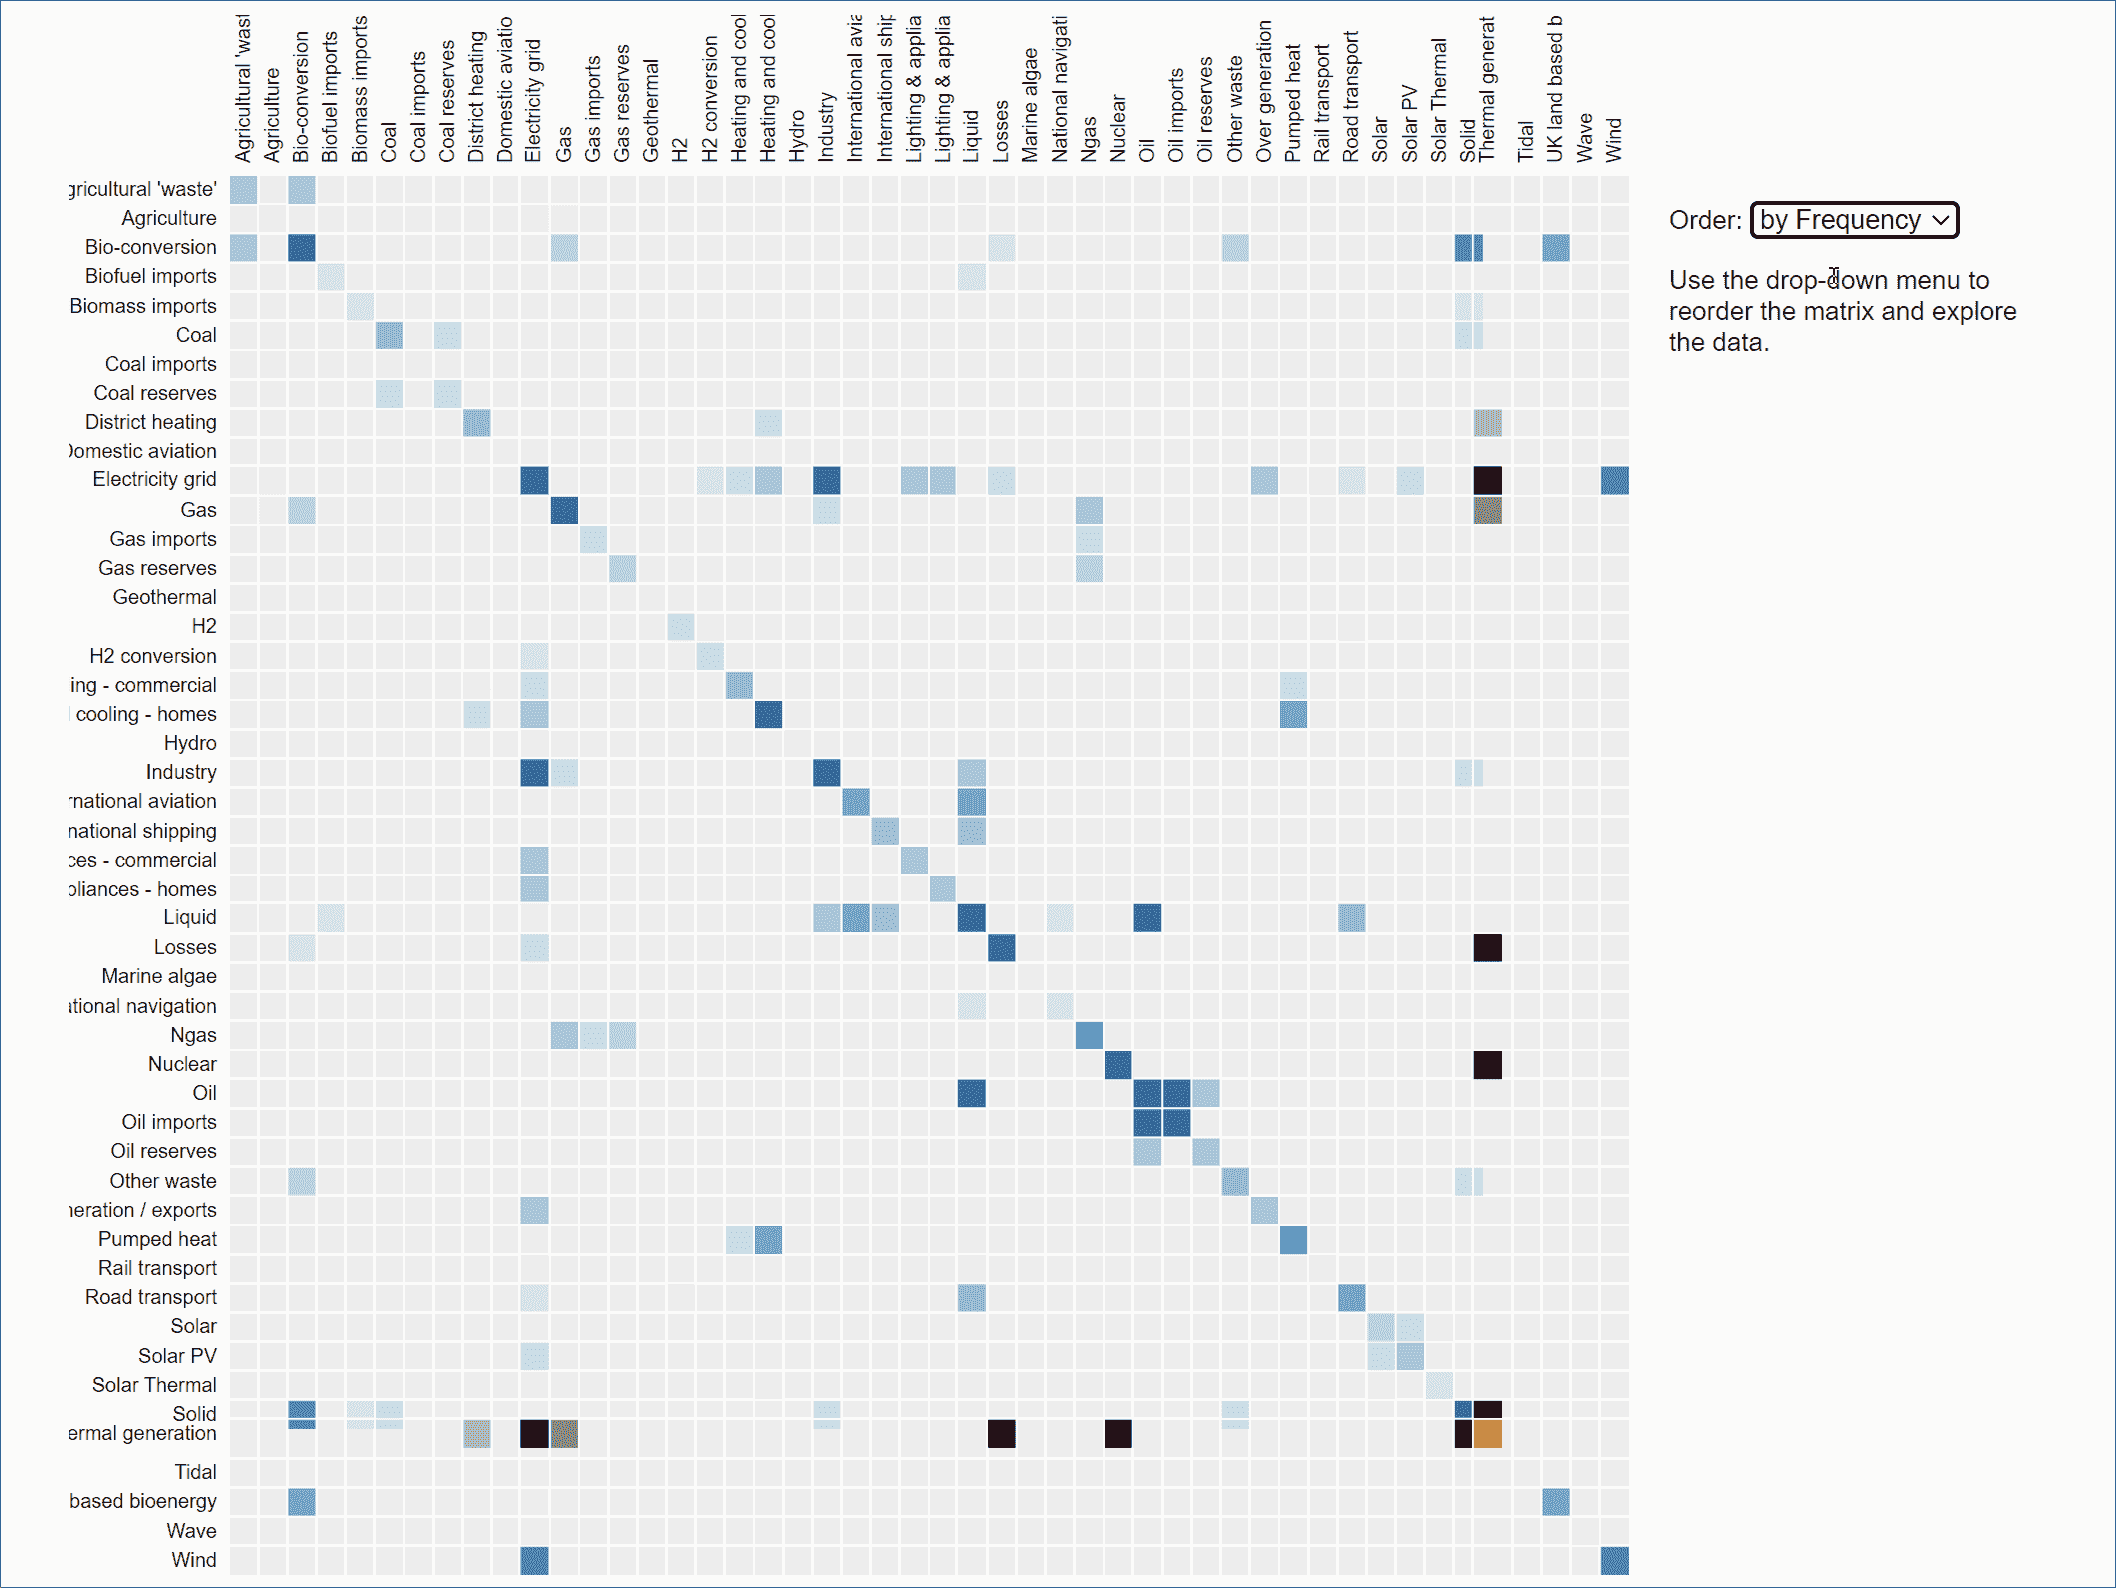 Agricultural 'wast
Agriculture
Bio-conversion
Biofuel imports
Biomass imports
Coal
Coal imports
Coal reserves
District heating
Domestic aviatio
Electricity grid
Gas
Gas imports
Gas reserves
Geothermal
H2
H2 conversion
Heating and cool
Heating and cool
Hydro
Industry
International avia
International ship
Lighting & applia
Lighting & applia
Liquid
Losses
Marine algae
National navigati
Ngas
Nuclear
Oil
Oil imports
Oil reserves
Other waste
Over generation
Pumped heat
Rail transport
Road transport
Solar
Solar PV
Solar Thermal
Solid
Thermal generat
Tidal
UK land based b
Wave
Wind
gricultural 'waste'
Agriculture
Bio-conversion
Biofuel imports
Biomass imports
Coal
Coal imports
Coal reserves
District heating
Domestic aviation
Electricity grid
Gas
Gas imports
Gas reserves
Geothermal
H2
H2 conversion
ing - commercial
cooling - homes
Hydro
Industry
rnational aviation
national shipping
ces - commercial
pliances - homes
Liquid
Losses
Marine algae
ational navigation
Ngas
Nuclear
Oil
Oil imports
Oil reserves
Other waste
neration / exports
Pumped heat
Rail transport
Road transport
Solar
Solar PV
Solar Thermal
Solid
ermal generation
Tidal
based bioenergy
Wave
Wind
Order: by Frequency
Use the drop-down menu to
reorder the matrix and explore
the data.